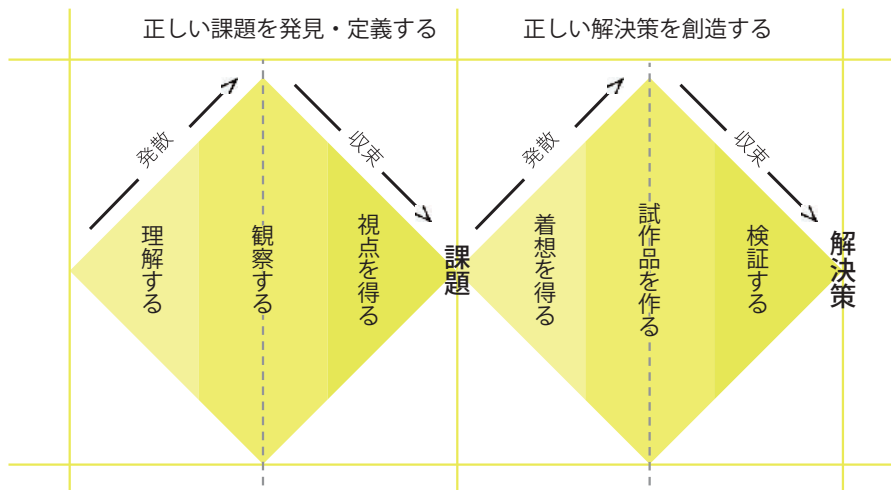 正しい課題を発見・定義する
正しい解決策を創造する
発散
収束
発散
収束
理解する
観察する
視点を得る
課題
着想を得る
試作品を作る
検証する
解決策